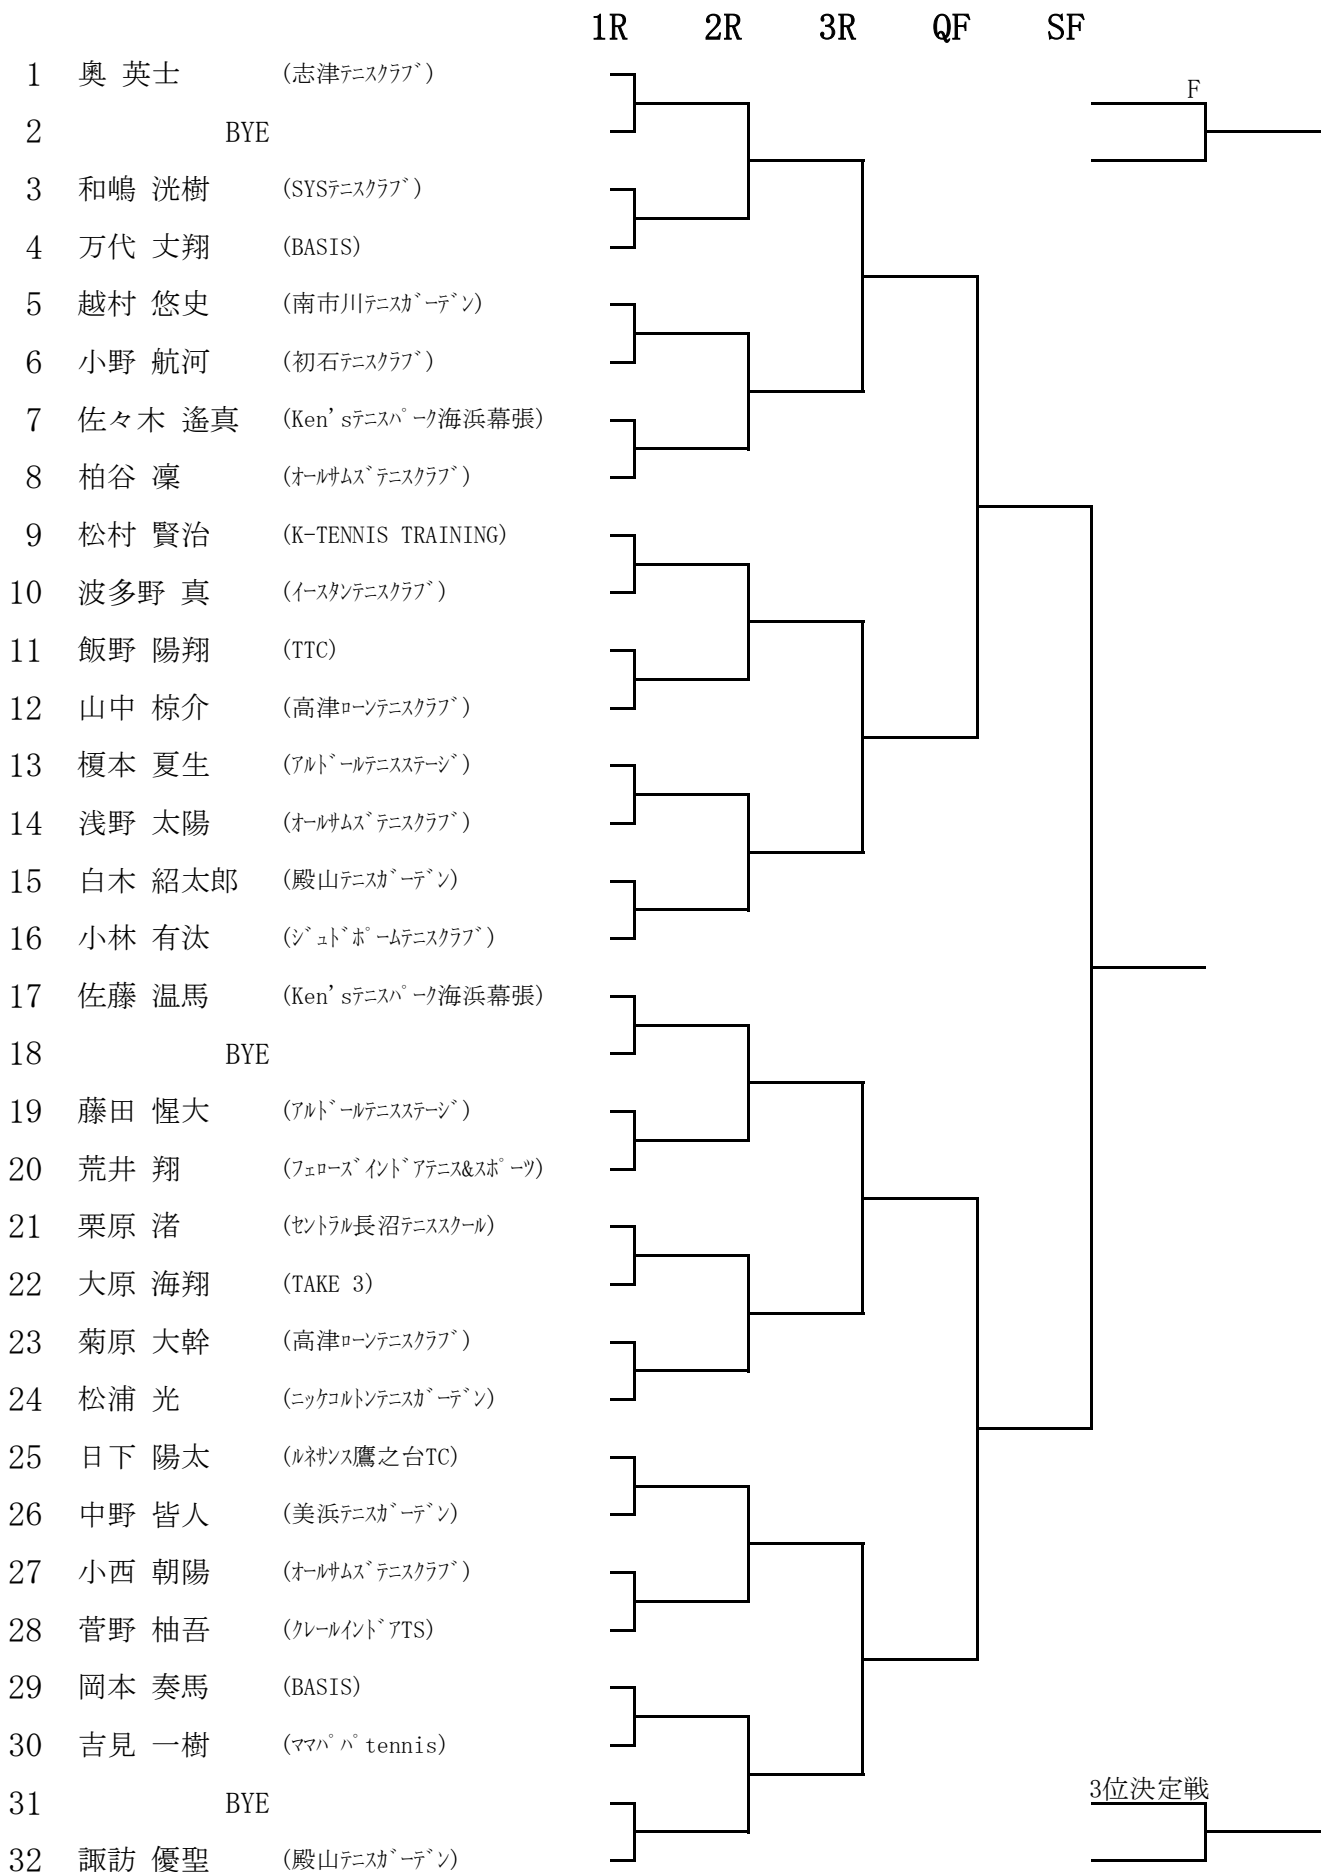 1R 2R 3R QF SF
1 奥 英士 (志津ﾃﾆｽｸﾗﾌﾞ)
F
2 BYE
3 和嶋 洸樹 (SYSﾃﾆｽｸﾗﾌﾞ)
4 万代 丈翔 (BASIS)
5 越村 悠史 (南市川ﾃﾆｽｶﾞｰﾃﾞﾝ)
6 小野 航河 (初石ﾃﾆｽｸﾗﾌﾞ)
7 佐々木 遙真 (Ken'sﾃﾆｽﾊﾟｰｸ海浜幕張)
8 柏谷 凜 (ｵｰﾙｻﾑｽﾞﾃﾆｽｸﾗﾌﾞ)
9 松村 賢治 (K-TENNIS TRAINING)
10 波多野 真 (ｲｰｽﾀﾝﾃﾆｽｸﾗﾌﾞ)
11 飯野 陽翔 (TTC)
12 山中 椋介 (高津ﾛｰﾝﾃﾆｽｸﾗﾌﾞ)
13 榎本 夏生 (ｱﾙﾄﾞｰﾙﾃﾆｽｽﾃｰｼﾞ)
14 浅野 太陽 (ｵｰﾙｻﾑｽﾞﾃﾆｽｸﾗﾌﾞ)
15 白木 紹太郎 (殿山ﾃﾆｽｶﾞｰﾃﾞﾝ)
16 小林 有汰 (ｼﾞｭﾄﾞﾎﾟｰﾑﾃﾆｽｸﾗﾌﾞ)
17 佐藤 温馬 (Ken'sﾃﾆｽﾊﾟｰｸ海浜幕張)
18 BYE
19 藤田 惺大 (ｱﾙﾄﾞｰﾙﾃﾆｽｽﾃｰｼﾞ)
20 荒井 翔 (ﾌｪﾛｰｽﾞｲﾝﾄﾞｱﾃﾆｽ&ｽﾎﾟｰﾂ)
21 栗原 渚 (ｾﾝﾄﾗﾙ長沼ﾃﾆｽｽｸｰﾙ)
22 大原 海翔 (TAKE 3)
23 菊原 大幹 (高津ﾛｰﾝﾃﾆｽｸﾗﾌﾞ)
24 松浦 光 (ﾆｯｹｺﾙﾄﾝﾃﾆｽｶﾞｰﾃﾞﾝ)
25 日下 陽太 (ﾙﾈｻﾝｽ鷹之台TC)
26 中野 皆人 (美浜ﾃﾆｽｶﾞｰﾃﾞﾝ)
27 小西 朝陽 (ｵｰﾙｻﾑｽﾞﾃﾆｽｸﾗﾌﾞ)
28 菅野 柚吾 (ｸﾚｰﾙｲﾝﾄﾞｱTS)
29 岡本 奏馬 (BASIS)
30 吉見 一樹 (ﾏﾏﾊﾟﾊﾟtennis)
31 BYE
3位決定戦
32 諏訪 優聖 (殿山ﾃﾆｽｶﾞｰﾃﾞﾝ)